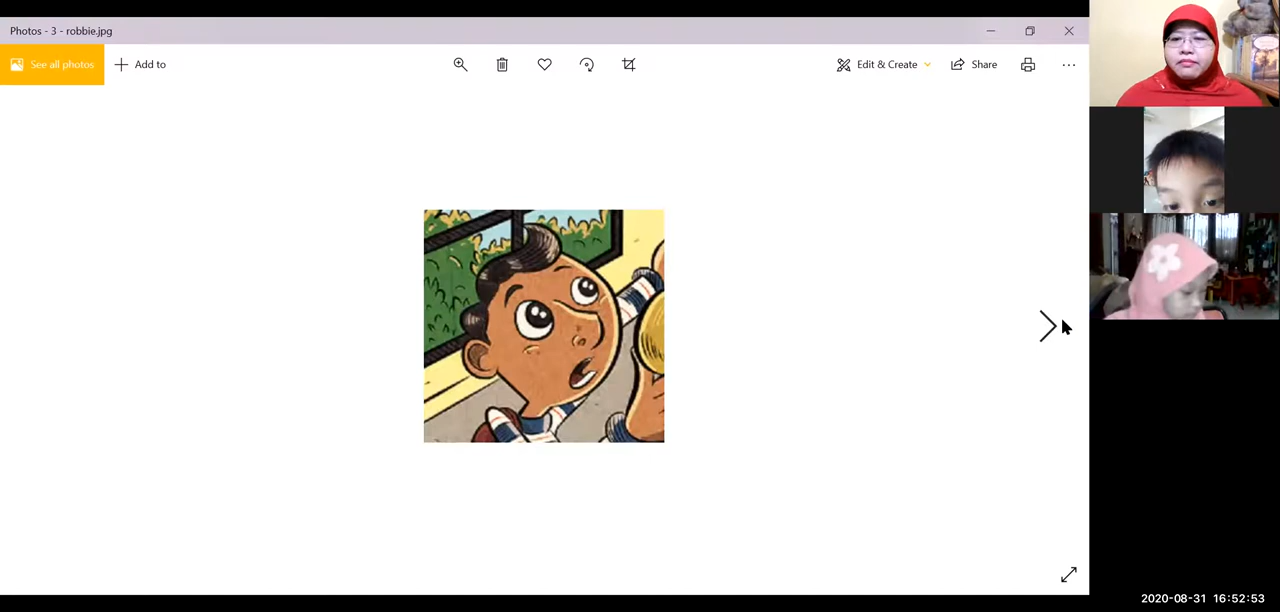 Photos - 3 - robbie.jpg
See all photos
Add to
Edit & Create
Share
2020-08-31 16:52:53